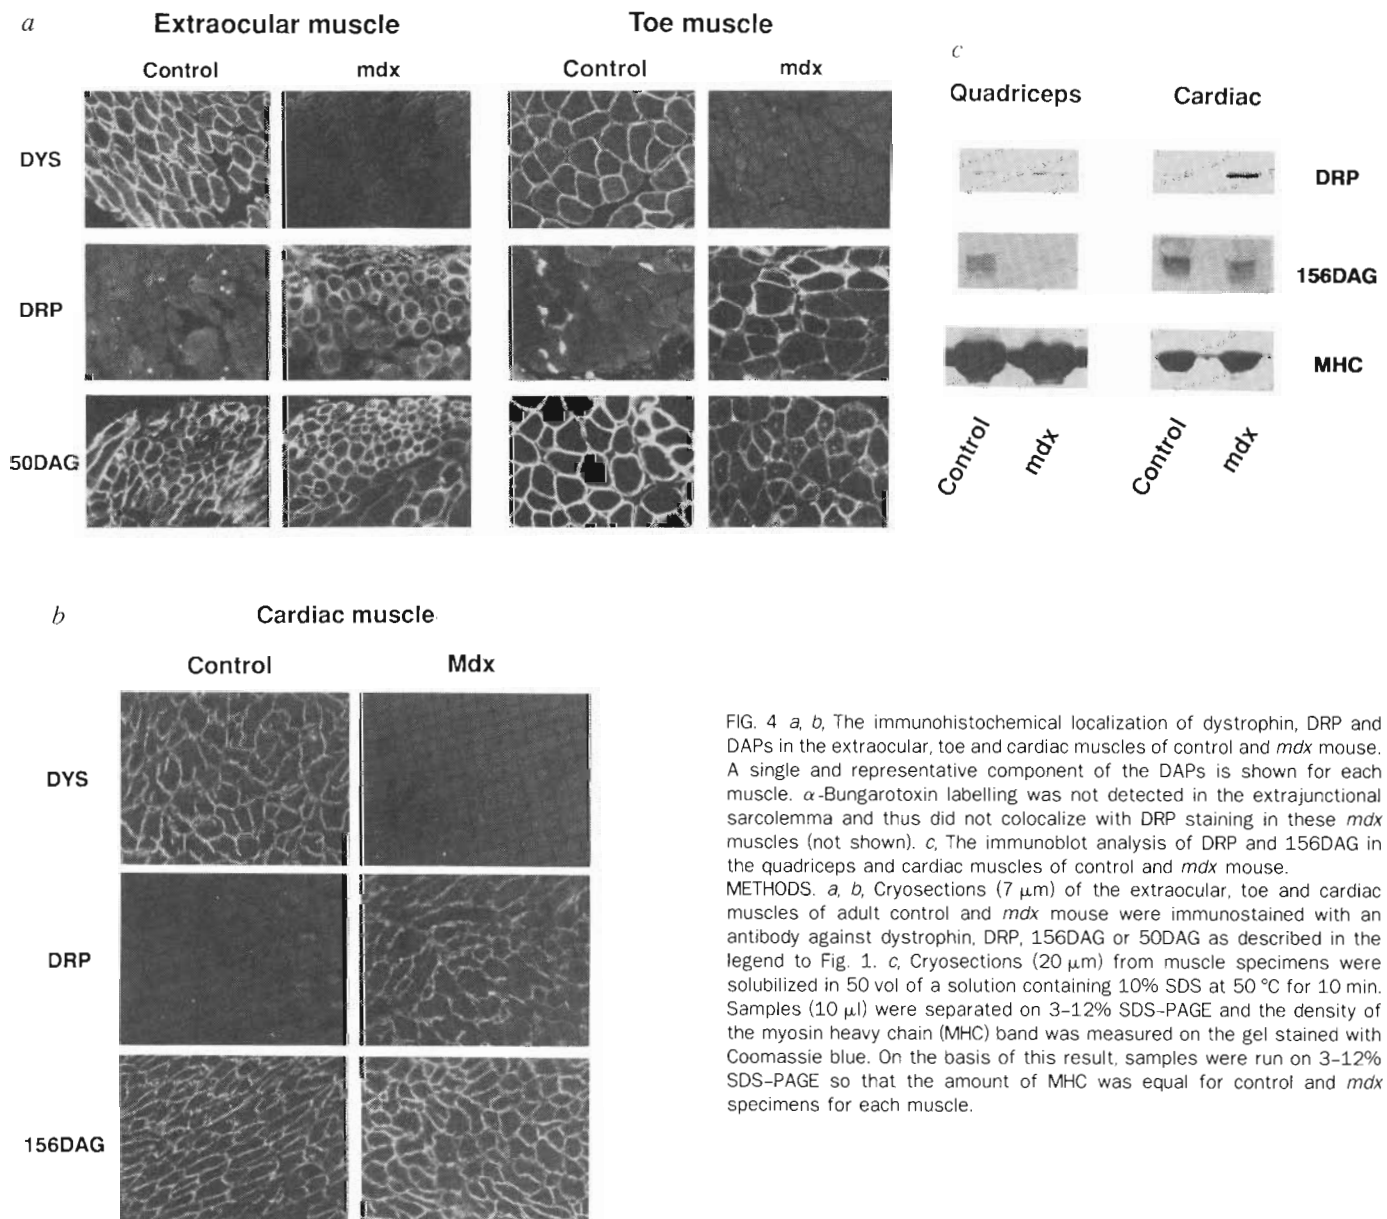 a
Extraocular muscle
Toe muscle
Control
mdx
Control
mdx
DYS
DRP
50DAG
c
Quadriceps
Cardiac
DRP
156DAG
MHC
Control
mdx
Control
mdx
b
Cardiac muscle
Control
Mdx
DYS
DRP
156DAG
FIG. 4 a, b, The immunohistochemical localization of dystrophin, DRP and
DAPs in the extraocular, toe and cardiac muscles of control and mdx mouse.
A single and representative component of the DAPs is shown for each
muscle. α-Bungarotoxin labelling was not detected in the extrajunctional
sarcolemma and thus did not colocalize with DRP staining in these mdx
muscles (not shown). c, The immunoblot analysis of DRP and 156DAG in
the quadriceps and cardiac muscles of control and mdx mouse.
METHODS. a, b, Cryosections (7 μm) of the extraocular, toe and cardiac
muscles of adult control and mdx mouse were immunostained with an
antibody against dystrophin, DRP, 156DAG or 50DAG as described in the
legend to Fig. 1. c, Cryosections (20 μm) from muscle specimens were
solubilized in 50 vol of a solution containing 10% SDS at 50 °C for 10 min.
Samples (10 μl) were separated on 3–12% SDS–PAGE and the density of
the myosin heavy chain (MHC) band was measured on the gel stained with
Coomassie blue. On the basis of this result, samples were run on 3–12%
SDS–PAGE so that the amount of MHC was equal for control and mdx
specimens for each muscle.